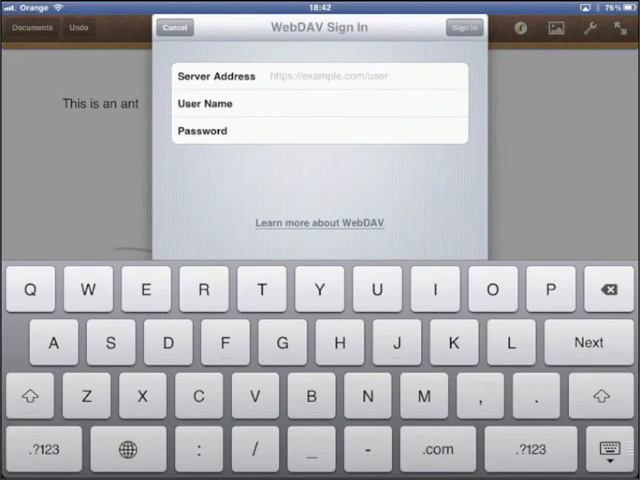 Orange 18:42 76%
Documents Undo Cancel WebDAV Sign In Sign In
Server Address https://example.com/user
This is an ant
User Name
Password
Learn more about WebDAV
Q W E R T Y U I O P
A S D F G H J K L Next
Z X C V B N M , .
.?123 : / _ - .com .?123